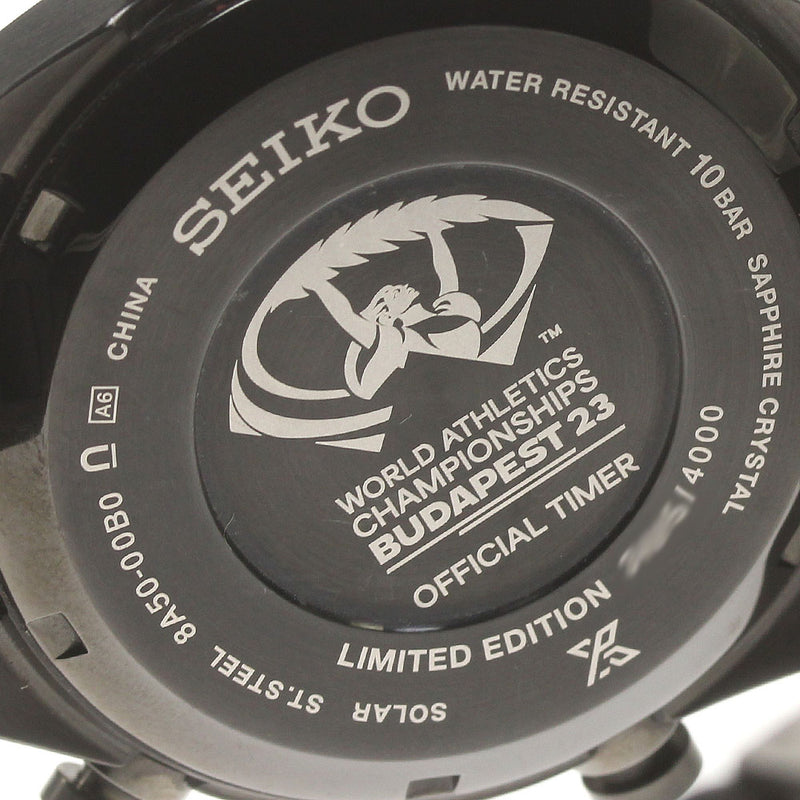 SEIKO
WATER RESISTANT 10 BAR SAPPHIRE CRYSTAL
CHINA
A6
8A50-00B0
ST.STEEL
SOLAR
™
WORLD ATHLETICS
CHAMPIONSHIPS
BUDAPEST 23
OFFICIAL TIMER
LIMITED EDITION /4000